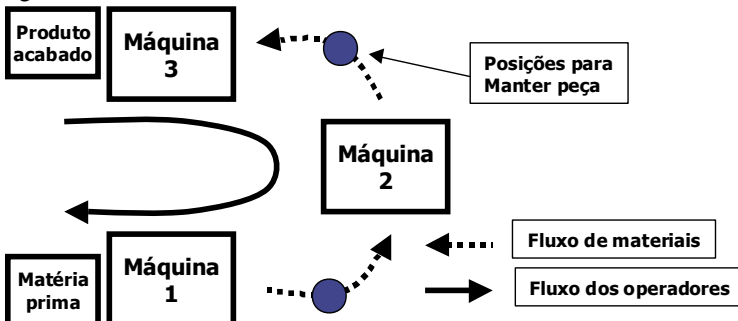 Produto
acabado
Máquina
3
Posições para
Manter peça
Máquina
2
Fluxo de materiais
Matéria
prima
Máquina
1
Fluxo dos operadores